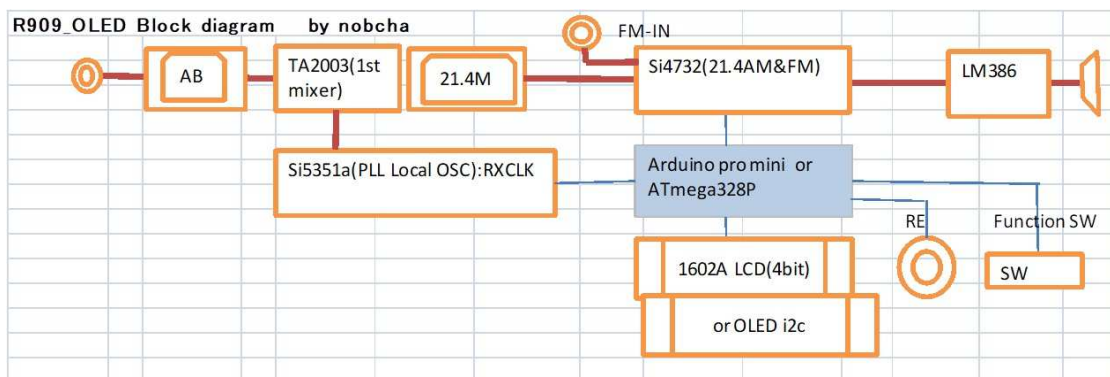 R909_OLED Block diagram by nobcha
FM-IN
AB
TA2003(1st
mixer)
21.4M
Si4732(21.4AM&FM)
LM386
Si5351a(PLL Local OSC):RXCLK
Arduino pro mini or
ATmega328P
RE
Function SW
1602A LCD(4bit)
SW
or OLED i2c